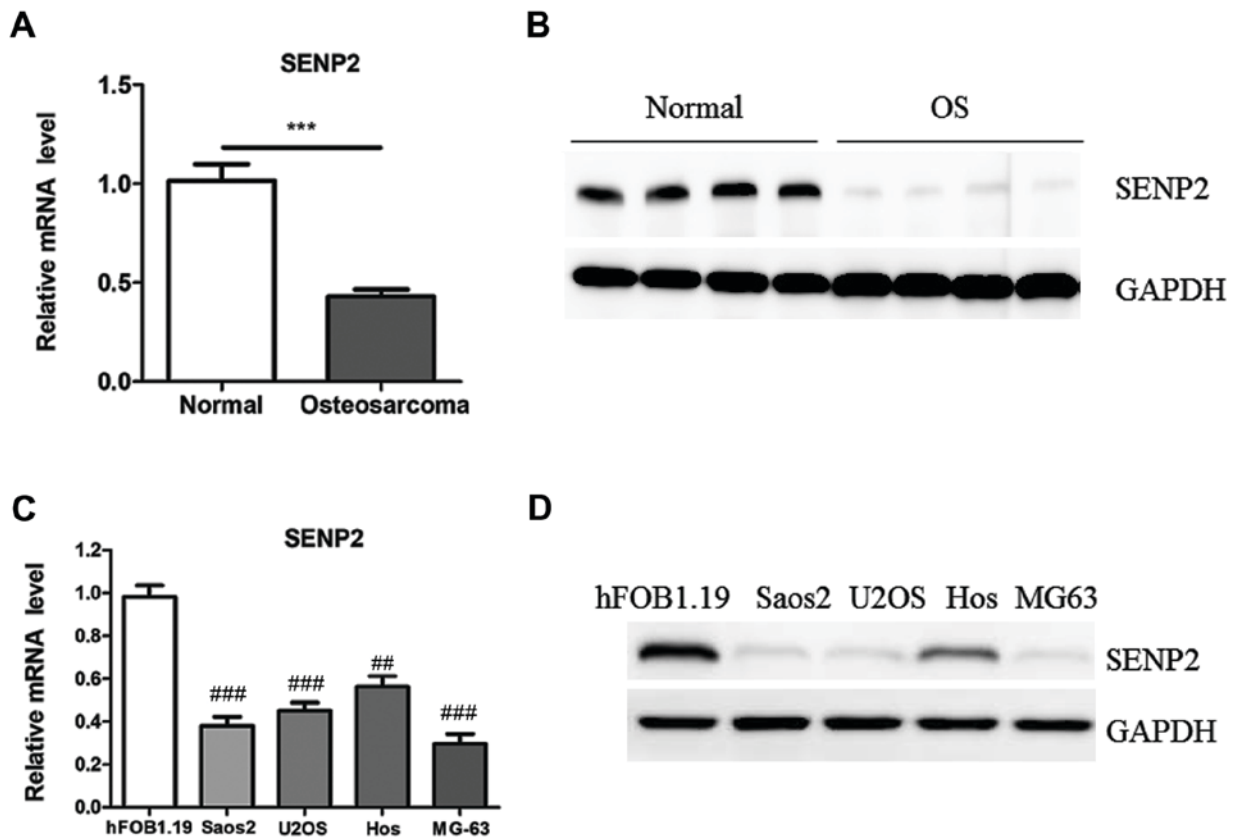 A
SENP2
Relative mRNA level
1.5
1.0
0.5
0.0
***
Normal
Osteosarcoma
B
Normal OS
SENP2
GAPDH
C
SENP2
Relative mRNA level
1.2
1.0
0.8
0.6
0.4
0.2
0.0
###
###
##
###
hFOB1.19 Saos2 U2OS Hos MG-63
D
hFOB1.19 Saos2 U2OS Hos MG63
SENP2
GAPDH